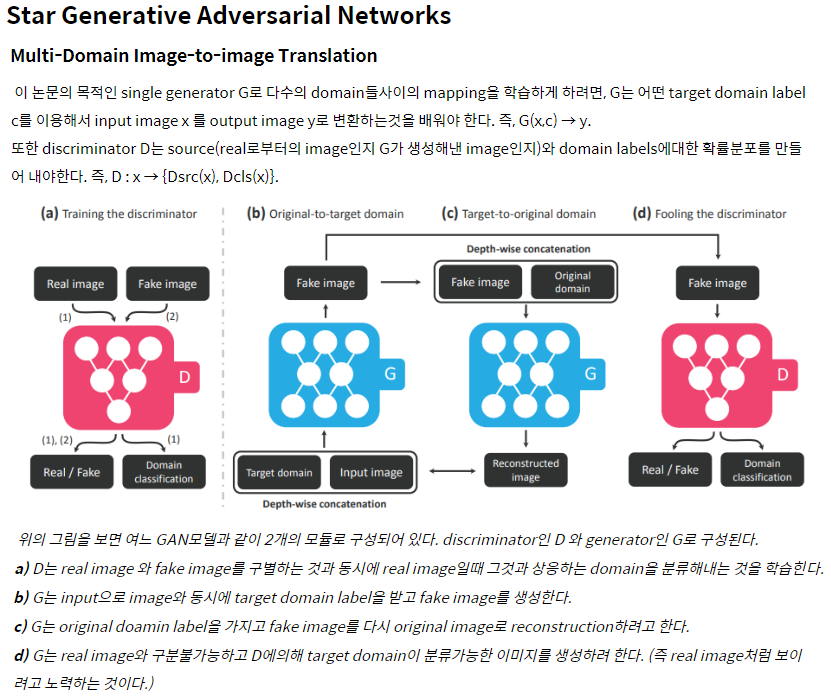 Star Generative Adversarial Networks
Multi-Domain Image-to-image Translation
이 논문의 목적인 single generator G로 다수의 domain들사이의 mapping을 학습하게 하려면, G는 어떤 target domain label
c를 이용해서 input image x 를 output image y로 변환하는것을 배워야 한다. 즉, G(x,c) → y.
또한 discriminator D는 source(real로부터의 image인지 G가 생성해낸 image인지)와 domain labels에대한 확률분포를 만들
어 내야한다. 즉, D : x → {Dsrc(x), Dcls(x)}.
(a) Training the discriminator
Real image
Fake image
(1)
(2)
D
(1), (2)
(1)
Real / Fake
Domain
classification
(b) Original-to-target domain
Fake image
G
Target domain
Input image
Depth-wise concatenation
(c) Target-to-original domain
Depth-wise concatenation
Fake image
Original
domain
G
Reconstructed
image
(d) Fooling the discriminator
Fake image
D
Real / Fake
Domain
classification
위의 그림을 보면 여느 GAN모델과 같이 2개의 모듈로 구성되어 있다. discriminator인 D 와 generator인 G로 구성된다.
a) D는 real image 와 fake image를 구별하는 것과 동시에 real image일때 그것과 상응하는 domain을 분류해내는 것을 학습힌다.
b) G는 input으로 image와 동시에 target domain label을 받고 fake image를 생성한다.
c) G는 original doamin label을 가지고 fake image를 다시 original image로 reconstruction하려고 한다.
d) G는 real image와 구분불가능하고 D에의해 target domain이 분류가능한 이미지를 생성하려 한다. (즉 real image처럼 보이
려고 노력하는 것이다.)